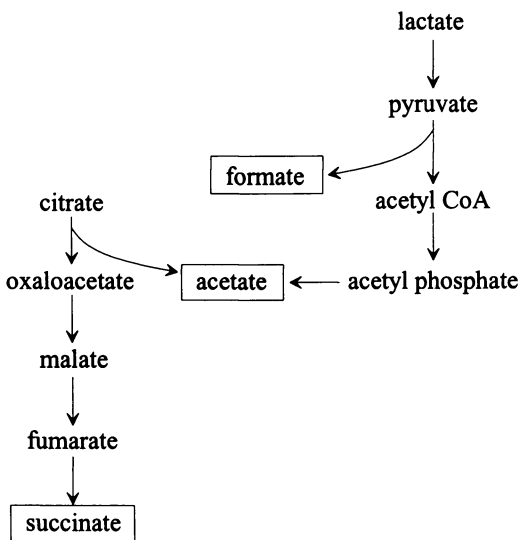 lactate
pyruvate
formate
citrate
acetyl CoA
oxaloacetate
acetate
acetyl phosphate
malate
fumarate
succinate